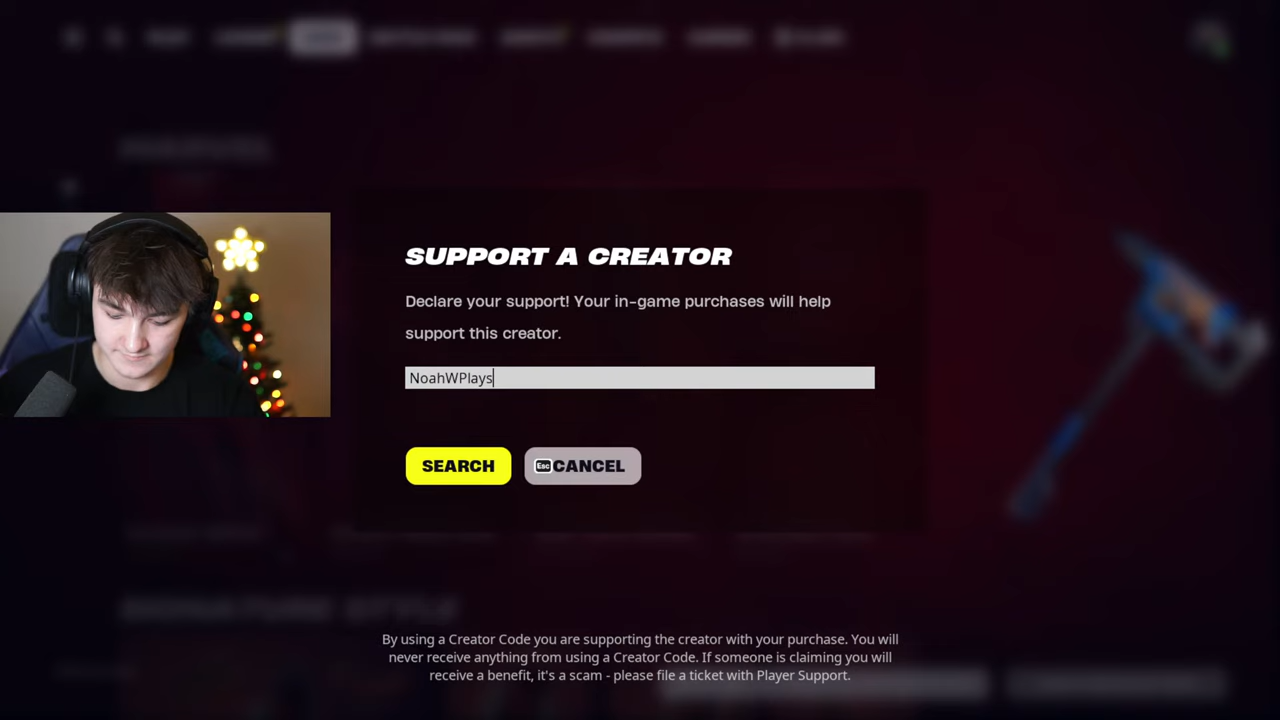 SUPPORT A CREATOR
Declare your support! Your in-game purchases will help
support this creator.
NoahWPlays
SEARCH
Esc CANCEL
By using a Creator Code you are supporting the creator with your purchase. You will
never receive anything from using a Creator Code. If someone is claiming you will
receive a benefit, it's a scam - please file a ticket with Player Support.